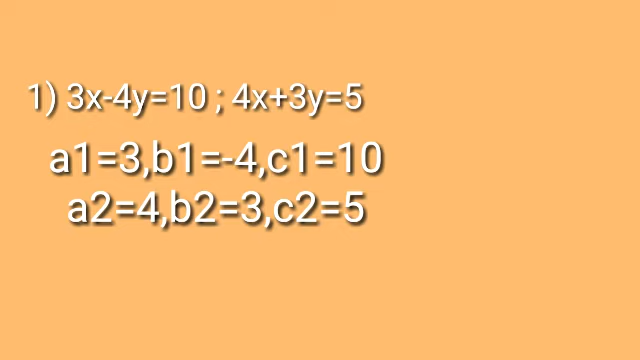 1) 3x-4y=10 ; 4x+3y=5
a1=3,b1=-4,c1=10
a2=4,b2=3,c2=5